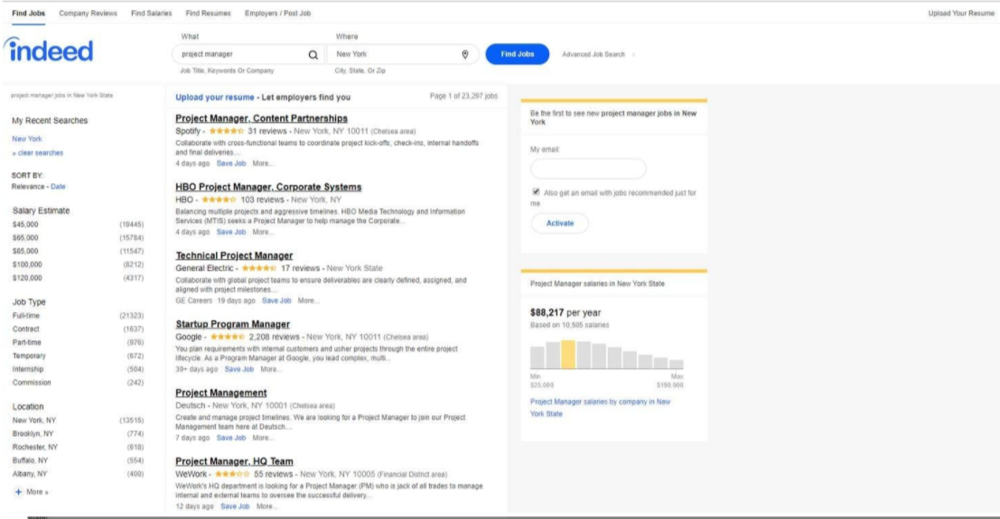 Find Jobs Company Reviews Find Salaries Find Resumes Employers / Post Job Upload Your Resume
indeed
What Where
project manager New York Find Jobs Advanced Job Search
Job Title, Keywords Or Company City, State, Or Zip
project manager jobs in New York State
My Recent Searches
New York
» clear searches
SORT BY:
Relevance - Date
Salary Estimate
$45,000 (19445)
$65,000 (15784)
$85,000 (11547)
$100,000 (8212)
$120,000 (4317)
Job Type
Full-time (21323)
Contract (1637)
Part-time (976)
Temporary (672)
Internship (504)
Commission (242)
Location
New York, NY (13515)
Brooklyn, NY (774)
Rochester, NY (618)
Buffalo, NY (554)
Albany, NY (400)
+ More »
Upload your resume - Let employers find you Page 1 of 23,297 jobs
Project Manager, Content Partnerships
Spotify - 31 reviews - New York, NY 10011 (Chelsea area)
Collaborate with cross-functional teams to coordinate project kick-offs, check-ins, internal handoffs
and final deliveries....
4 days ago Save Job More...
HBO Project Manager, Corporate Systems
HBO - 103 reviews - New York, NY
Balancing multiple projects and aggressive timelines. HBO Media Technology and Information
Services (MTIS) seeks a Project Manager to help manage the Corporate...
4 days ago Save Job More...
Technical Project Manager
General Electric - 17 reviews - New York State
Collaborate with global project teams to ensure deliverables are clearly defined, assigned, and
aligned with project milestones....
GE Careers 19 days ago Save Job More...
Startup Program Manager
Google - 2,208 reviews - New York, NY 10011 (Chelsea area)
You plan requirements with internal customers and usher projects through the entire project
lifecycle. As a Program Manager at Google, you lead complex, multi...
30+ days ago Save Job More...
Project Management
Deutsch - New York, NY 10001 (Chelsea area)
Create and manage project timelines. We are looking for a Project Manager to join our Project
Management team here at Deutsch....
7 days ago Save Job More...
Project Manager, HQ Team
WeWork - 55 reviews - New York, NY 10005 (Financial District area)
WeWork's HQ department is looking for a Project Manager (PM) who is jack of all trades to manage
internal and external teams to oversee the successful delivery...
12 days ago Save Job More...
Be the first to see new project manager jobs in New
York
My email:
Also get an email with jobs recommended just for
me
Activate
Project Manager salaries in New York State
$88,217 per year
Based on 10,505 salaries
Min Max
$25,000 $198,000
Project Manager salaries by company in New
York State